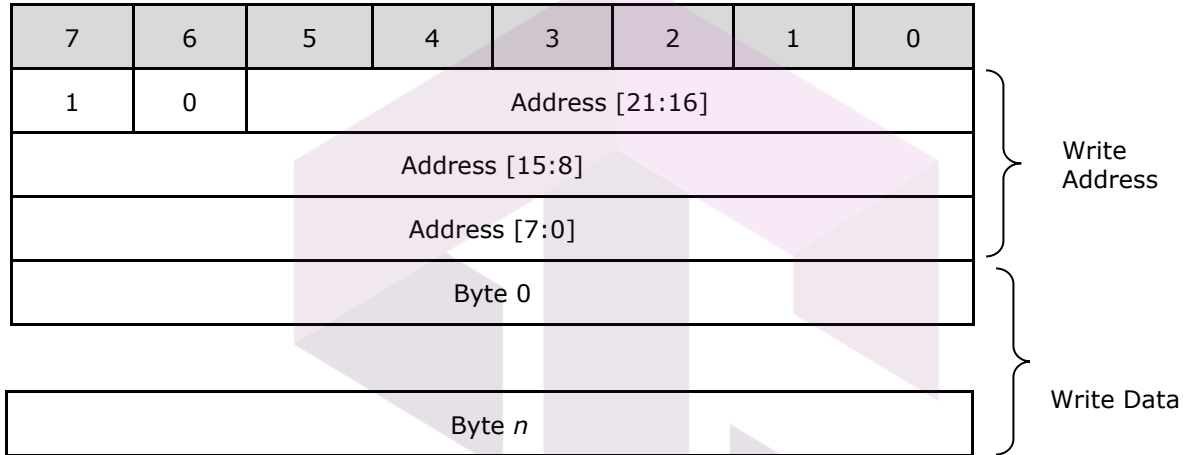 7 6 5 4 3 2 1 0
1 0 Address [21:16]
Address [15:8]
Address [7:0]
Write
Address
Byte 0
Byte n
Write Data